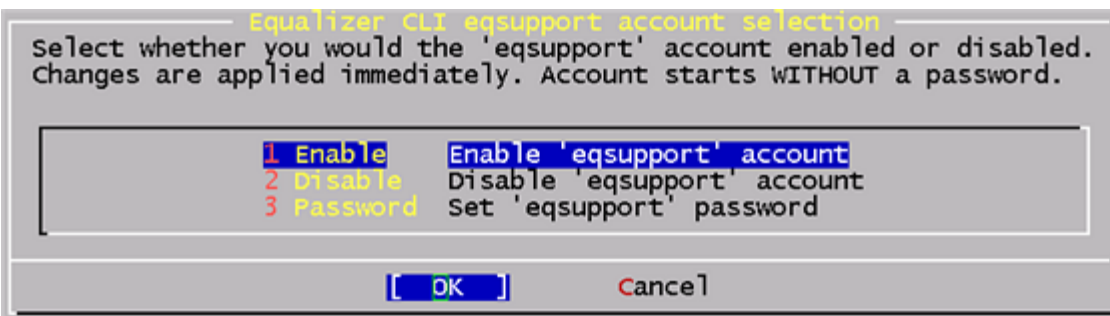 Equalizer CLI eqsupport account selection
Select whether you would the 'eqsupport' account enabled or disabled.
Changes are applied immediately. Account starts WITHOUT a password.
1 Enable Enable 'eqsupport' account
2 Disable Disable 'eqsupport' account
3 Password Set 'eqsupport' password
[ OK ] Cancel